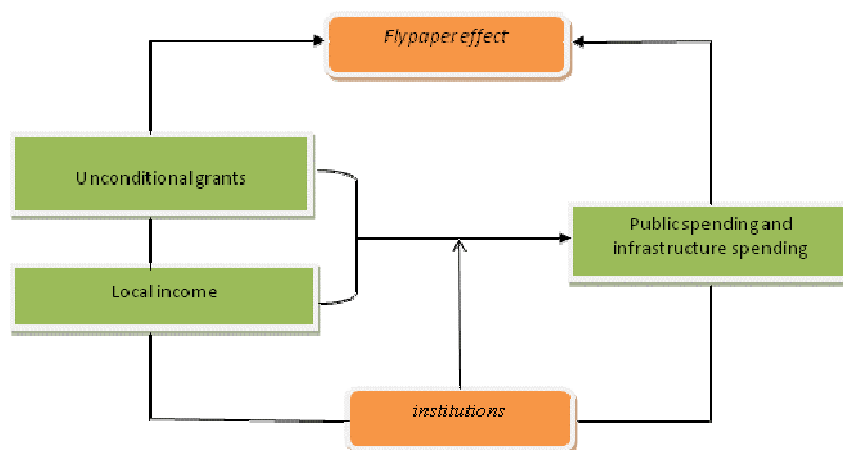 Flypaper effect
Unconditional grants
Public spending and
infrastructure spending
Local income
institutions